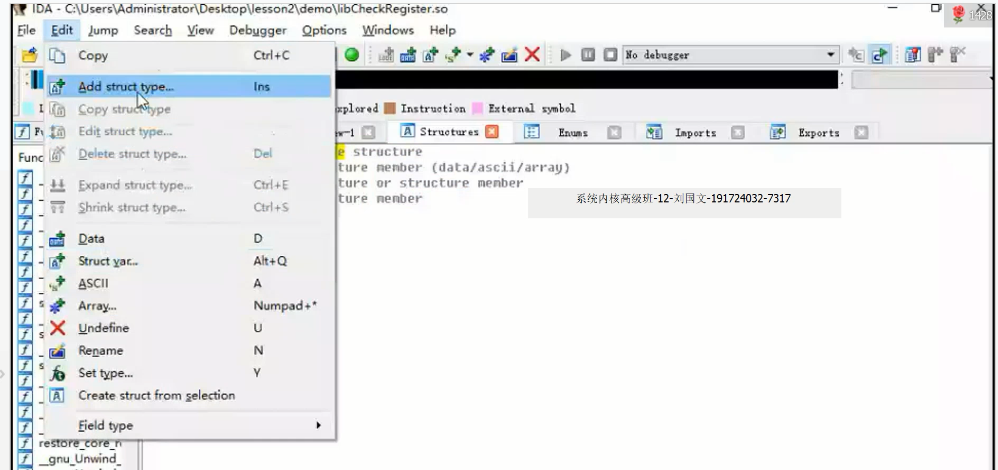 IDA - C:\Users\Administrator\Desktop\lesson2\demo\libCheckRegister.so
File Edit Jump Search View Debugger Options Windows Help
142B
Copy Ctrl+C
No debugger
Add struct type... Ins
Copy struct type
xplored Instruction External symbol
Edit struct type...
ew-1 Structures Enums Imports Exports
Delete struct type... Del
e structure
ture member (data/ascii/array)
Expand struct type... Ctrl+E
ture or structure member
Shrink struct type... Ctrl+S
ture member
系统内核高级班-12-刘国文-191724032-7317
Func
Data D
Struct var... Alt+Q
ASCII A
Array... Numpad+*
Undefine U
Rename N
Set type... Y
Create struct from selection
Field type
restore_core_r
__gnu_Unwind_